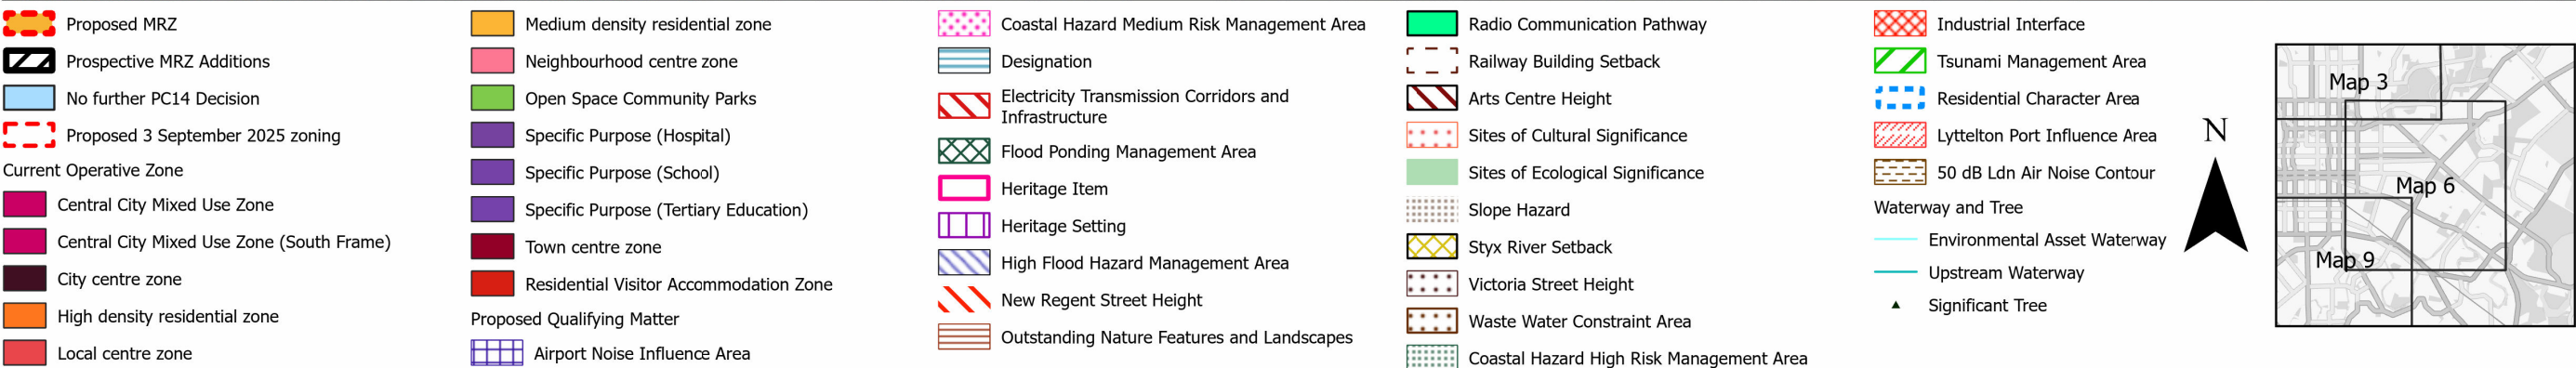 Proposed MRZ
Prospective MRZ Additions
No further PC14 Decision
Proposed 3 September 2025 zoning
Current Operative Zone
Central City Mixed Use Zone
Central City Mixed Use Zone (South Frame)
City centre zone
High density residential zone
Local centre zone
Medium density residential zone
Neighbourhood centre zone
Open Space Community Parks
Specific Purpose (Hospital)
Specific Purpose (School)
Specific Purpose (Tertiary Education)
Town centre zone
Residential Visitor Accommodation Zone
Proposed Qualifying Matter
Airport Noise Influence Area
Coastal Hazard Medium Risk Management Area
Designation
Electricity Transmission Corridors and
Infrastructure
Flood Ponding Management Area
Heritage Item
Heritage Setting
High Flood Hazard Management Area
New Regent Street Height
Outstanding Nature Features and Landscapes
Radio Communication Pathway
Railway Building Setback
Arts Centre Height
Sites of Cultural Significance
Sites of Ecological Significance
Slope Hazard
Styx River Setback
Victoria Street Height
Waste Water Constraint Area
Coastal Hazard High Risk Management Area
Industrial Interface
Tsunami Management Area
Residential Character Area
Lyttelton Port Influence Area
50 dB Ldn Air Noise Contour
Waterway and Tree
Environmental Asset Waterway
Upstream Waterway
Significant Tree
N
Map 3
Map 6
Map 9